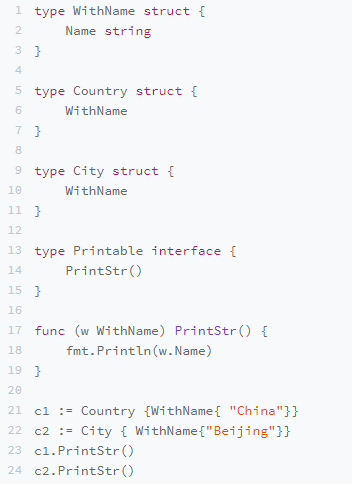 1 type WithName struct {
2     Name string
3 }
4
5 type Country struct {
6     WithName
7 }
8
9 type City struct {
10     WithName
11 }
12
13 type Printable interface {
14     PrintStr()
15 }
16
17 func (w WithName) PrintStr() {
18     fmt.Println(w.Name)
19 }
20
21 c1 := Country {WithName{ "China"}}
22 c2 := City { WithName{"Beijing"}}
23 c1.PrintStr()
24 c2.PrintStr()